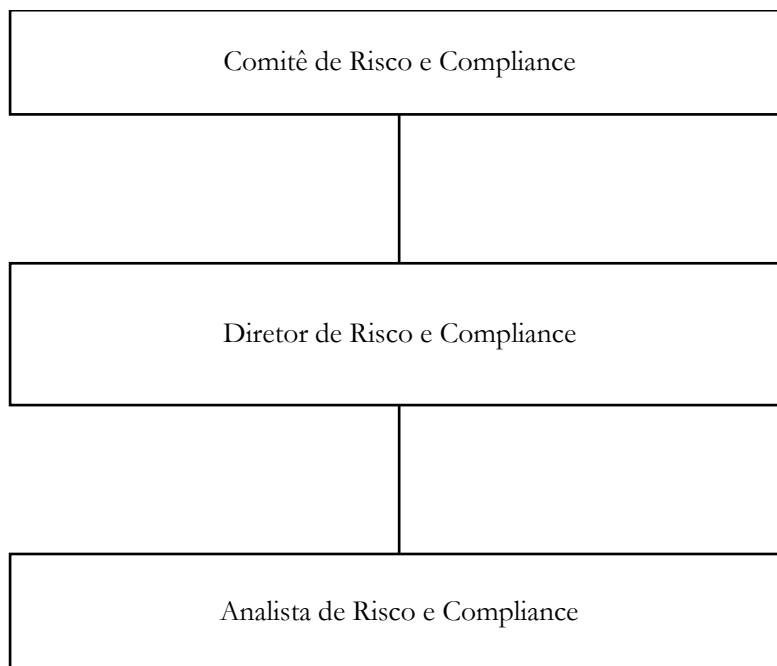 Comitê de Risco e Compliance
Diretor de Risco e Compliance
Analista de Risco e Compliance